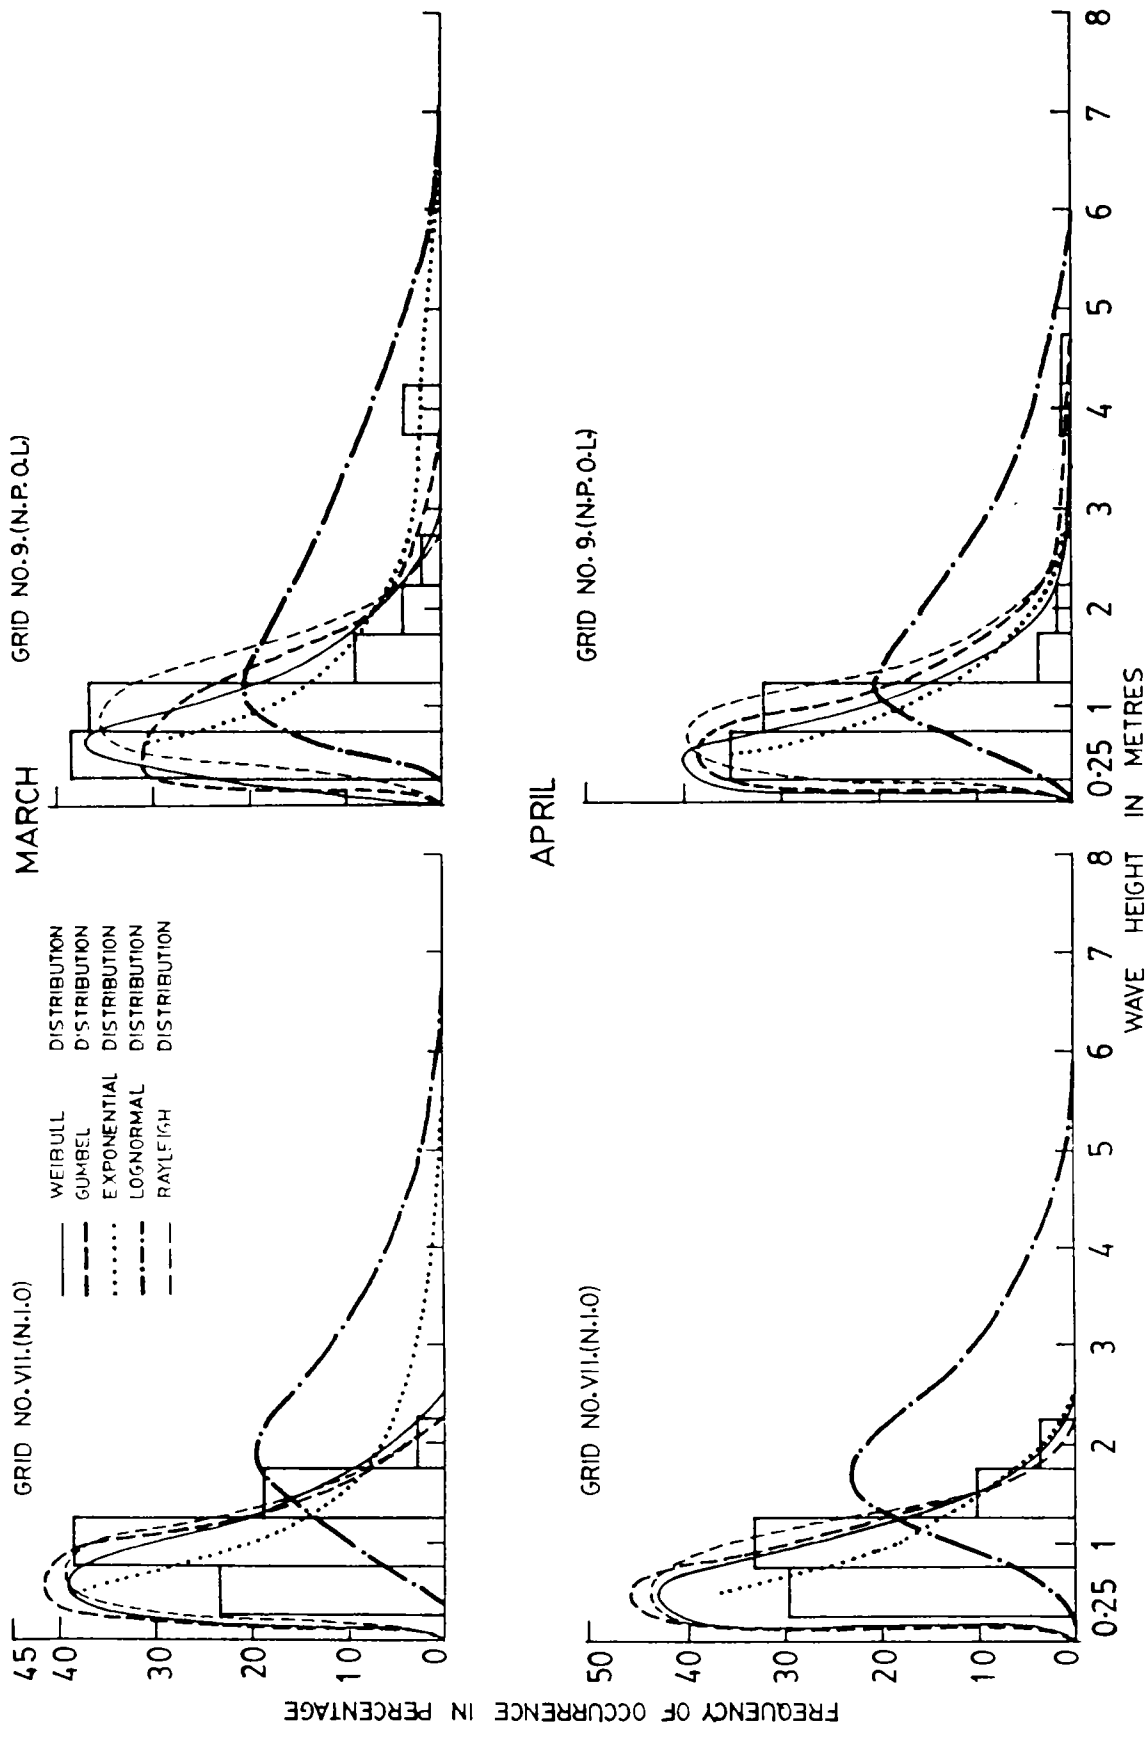 MARCH
GRID NO. VII.(N.I.O)
GRID NO. 9.(N.P.O.L)
WEIBULL DISTRIBUTION
GUMBEL D'STRIBUTION
EXPONENTIAL DISTRIBUTION
LOGNORMAL DISTRIBUTION
RAYLEIGH DISTRIBUTION
45
40
30
20
10
0
APRIL
GRID NO. VII.(N.I.O)
GRID NO. 9.(N.P.O.L)
50
40
30
20
10
0
0.25 1 2 3 4 5 6 7 8
0.25 1 2 3 4 5 6 7 8
WAVE HEIGHT IN METRES
FREQUENCY OF OCCURRENCE IN PERCENTAGE